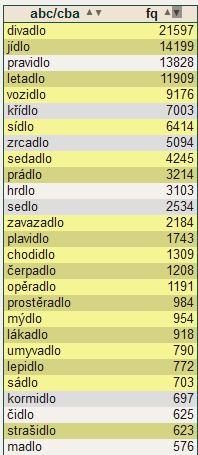 abc/cba fq
divadlo 21597
jídlo 14199
pravidlo 13828
letadlo 11909
vozidlo 9176
křídlo 7003
sídlo 6414
zrcadlo 5094
sedadlo 4245
prádlo 3214
hrdlo 3103
sedlo 2534
zavazadlo 2184
plavidlo 1743
chodidlo 1309
čerpadlo 1208
opěradlo 1191
prostěradlo 984
mýdlo 954
lákadlo 918
umyvadlo 790
lepidlo 772
sádlo 703
kormidlo 697
čidlo 625
strašidlo 623
madlo 576